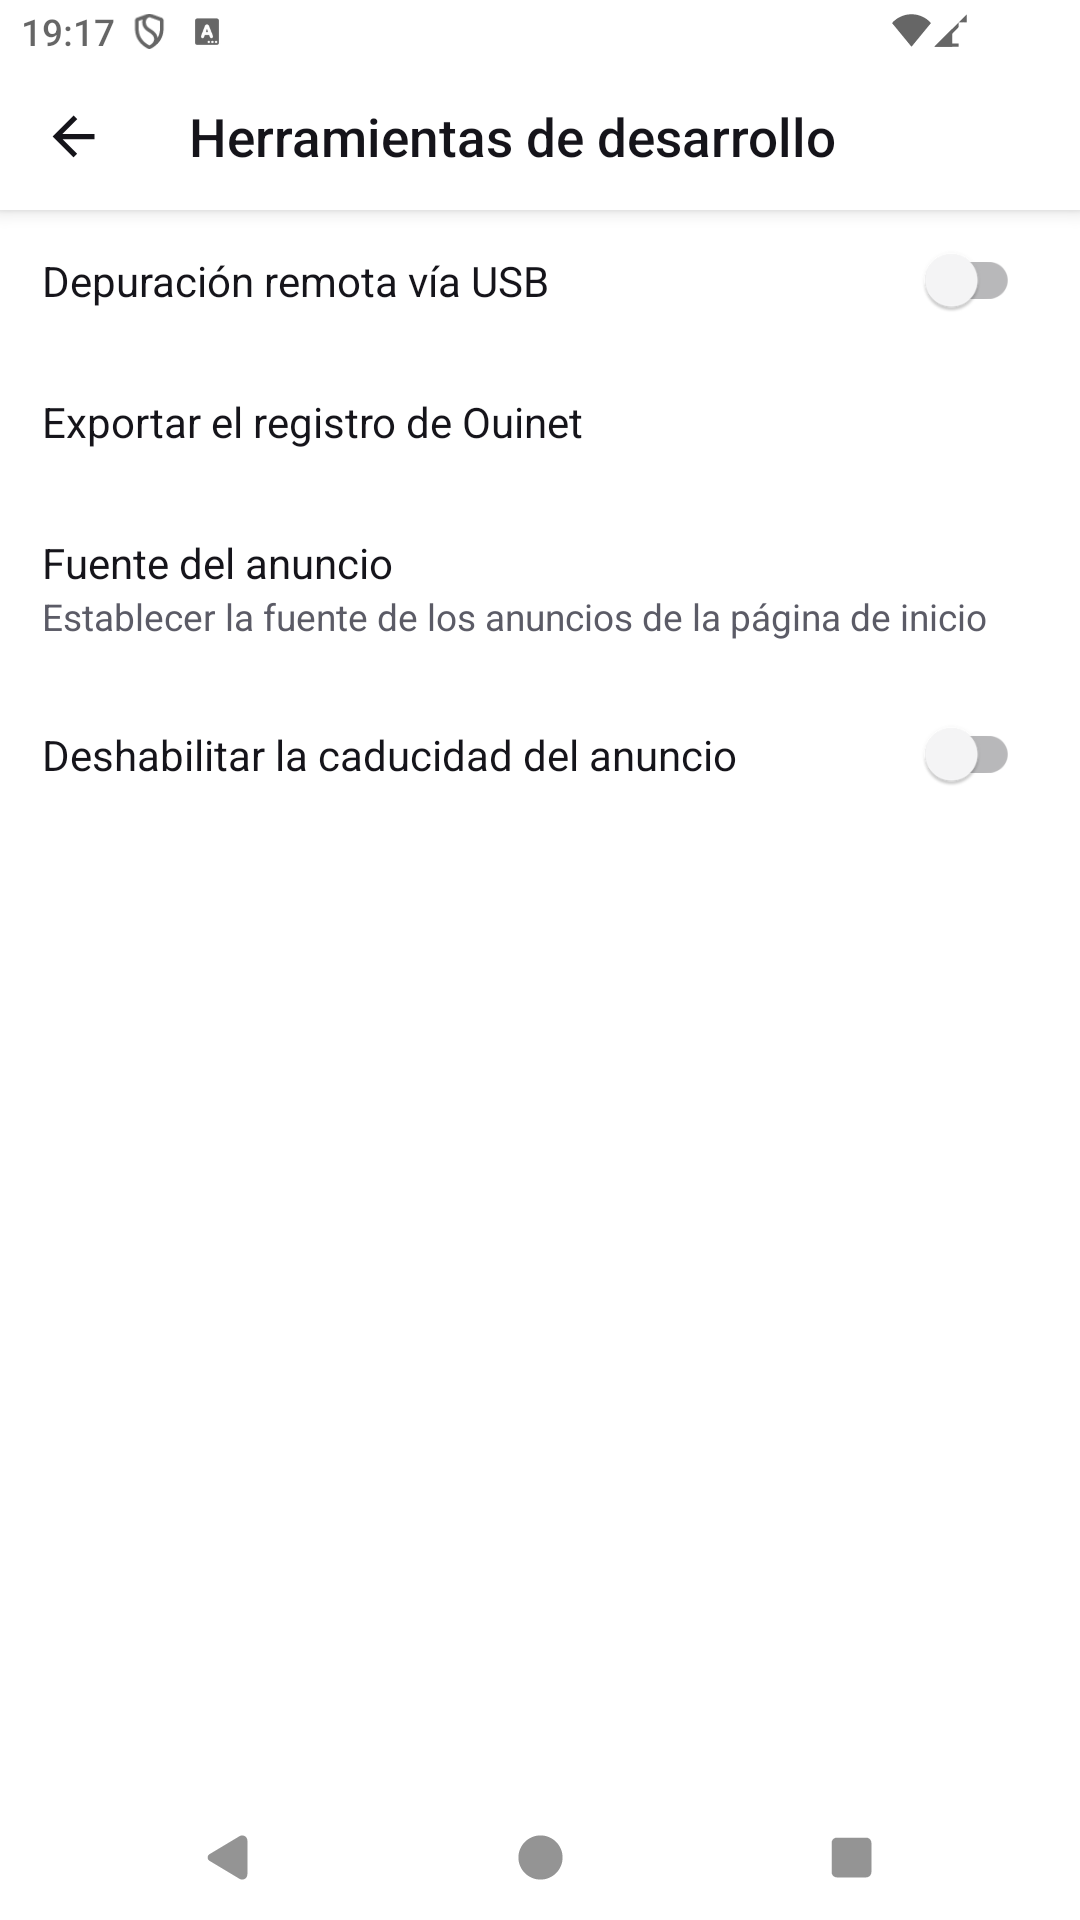 19:17
Herramientas de desarrollo
Depuración remota vía USB
Exportar el registro de Ouinet
Fuente del anuncio
Establecer la fuente de los anuncios de la página de inicio
Deshabilitar la caducidad del anuncio